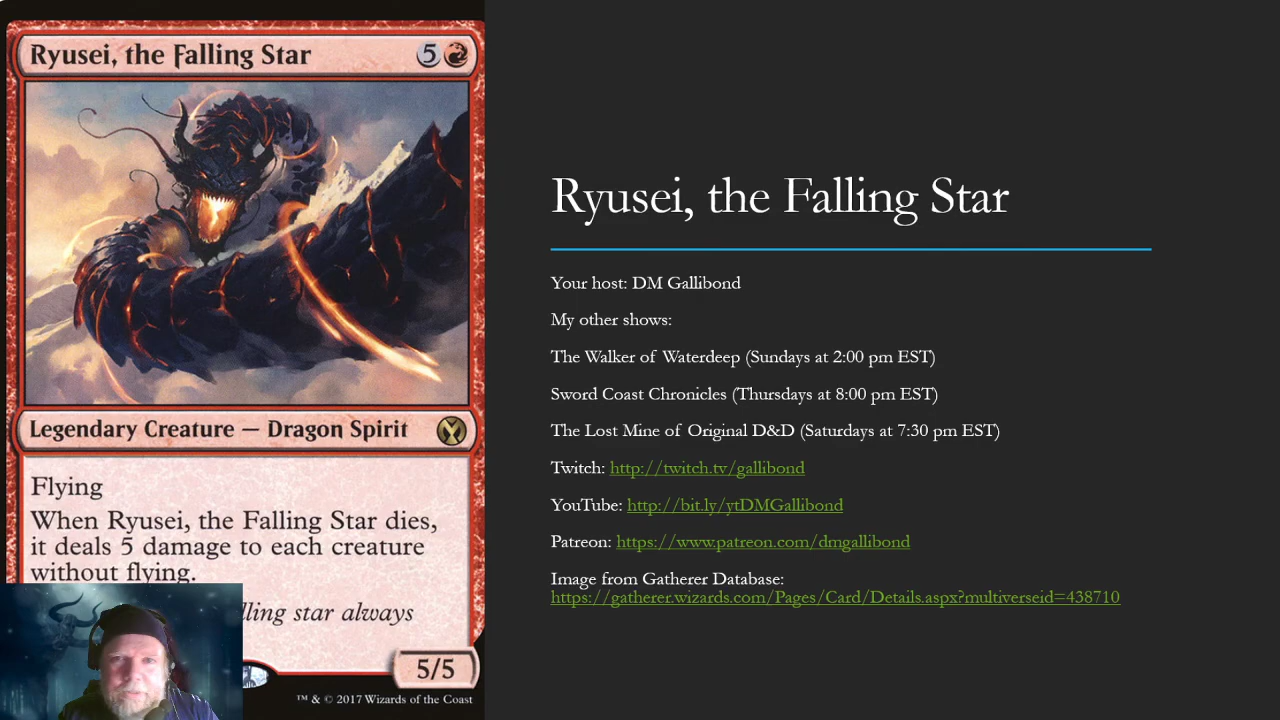 Ryusei, the Falling Star
5
Legendary Creature — Dragon Spirit
Flying
When Ryusei, the Falling Star dies,
it deals 5 damage to each creature
without flying.
lling star always
5/5
™ & © 2017 Wizards of the Coast
Ryusei, the Falling Star
Your host: DM Gallibond
My other shows:
The Walker of Waterdeep (Sundays at 2:00 pm EST)
Sword Coast Chronicles (Thursdays at 8:00 pm EST)
The Lost Mine of Original D&D (Saturdays at 7:30 pm EST)
Twitch: http://twitch.tv/gallibond
YouTube: http://bit.ly/ytDMGallibond
Patreon: https://www.patreon.com/dmgallibond
Image from Gatherer Database:
https://gatherer.wizards.com/Pages/Card/Details.aspx?multiverseid=438710